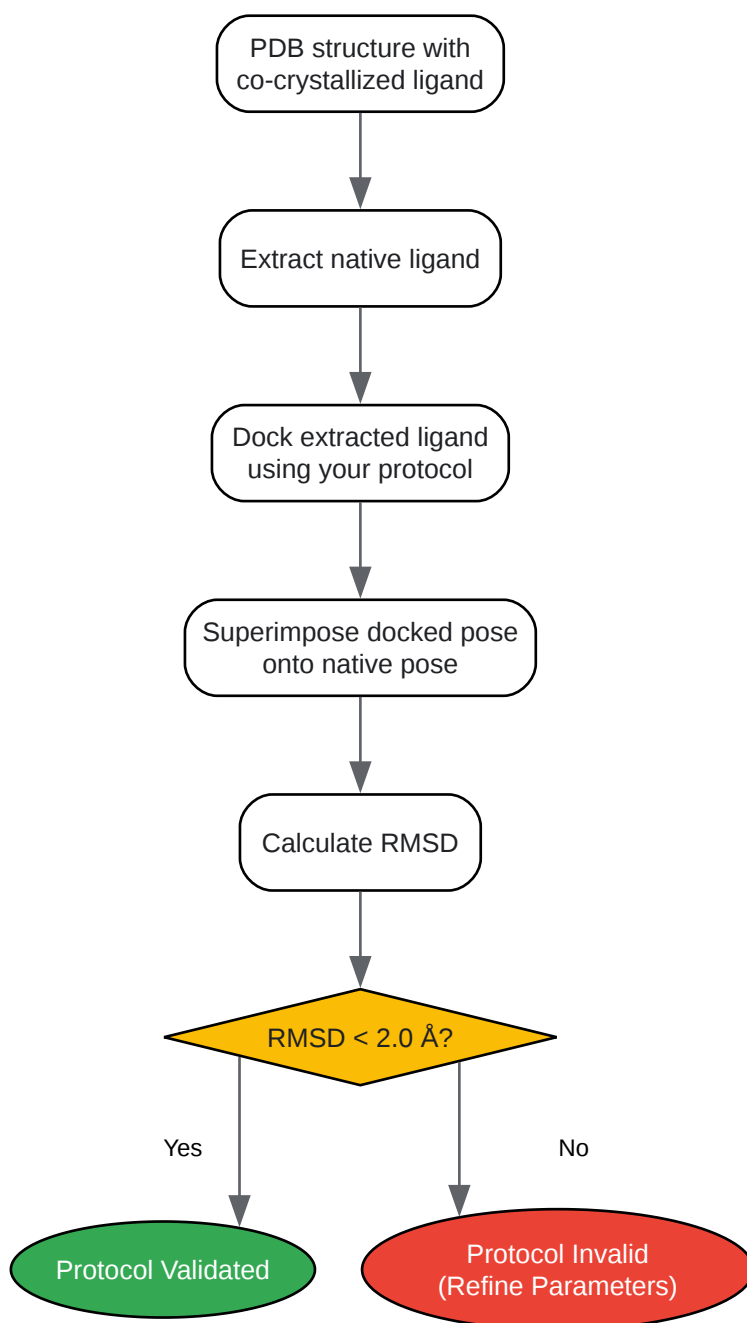 PDB structure with
co-crystallized ligand
Extract native ligand
Dock extracted ligand
using your protocol
Superimpose docked pose
onto native pose
Calculate RMSD
RMSD < 2.0 Å?
Yes
No
Protocol Validated
Protocol Invalid
(Refine Parameters)